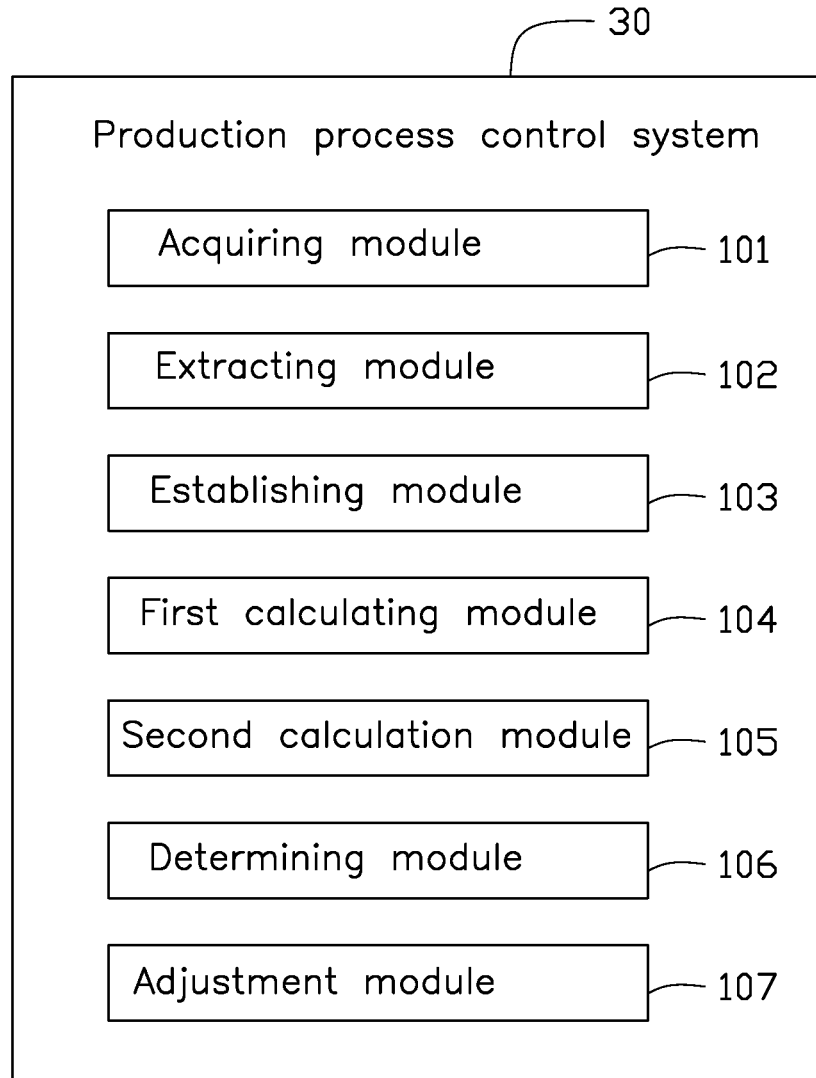 30
Production process control system
Acquiring module 101
Extracting module 102
Establishing module 103
First calculating module 104
Second calculation module 105
Determining module 106
Adjustment module 107